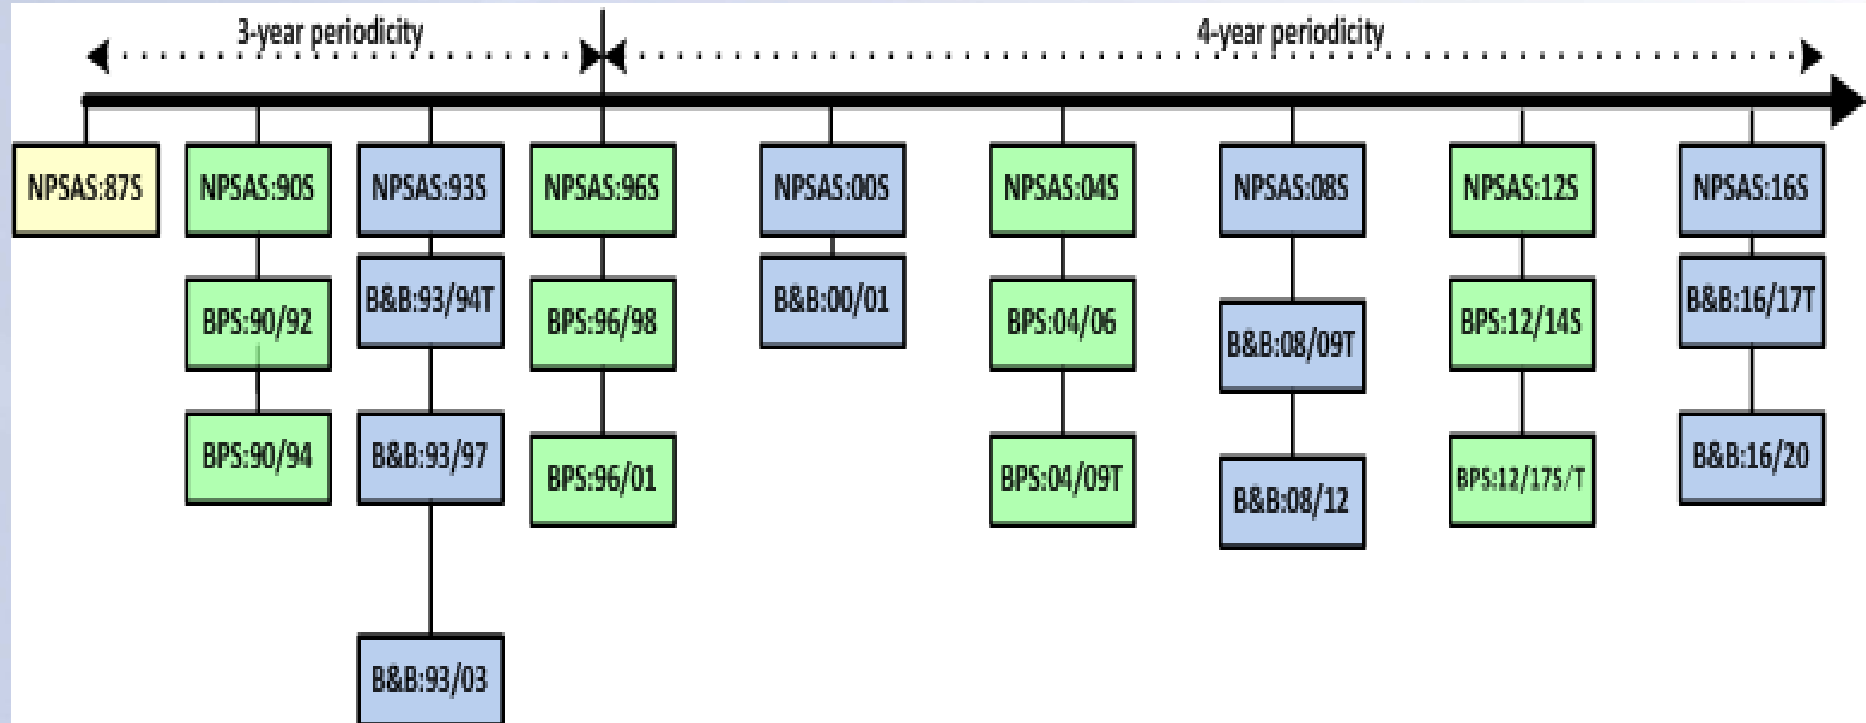 3-year periodicity
4-year periodicity
NPSAS:87S
NPSAS:90S
NPSAS:93S
NPSAS:96S
NPSAS:00S
NPSAS:04S
NPSAS:08S
NPSAS:12S
NPSAS:16S
BPS:90/92
B&B:93/94T
BPS:96/98
B&B:00/01
BPS:04/06
B&B:08/09T
BPS:12/14S
B&B:16/17T
BPS:90/94
B&B:93/97
BPS:96/01
BPS:04/09T
B&B:08/12
BPS:12/17S/T
B&B:16/20
B&B:93/03